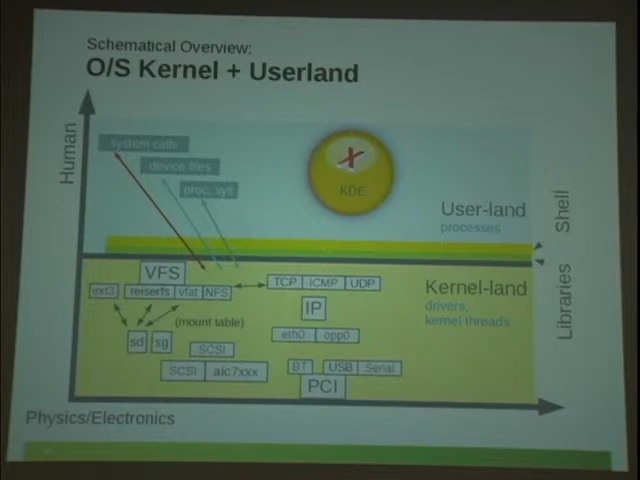 Schematical Overview:
O/S Kernel + Userland
Human
system calls
device files
proc, sys
X
KDE
User-land
processes
Shell
VFS
ext3 reiserfs vfat NFS
TCP ICMP UDP
Kernel-land
drivers,
kernel threads
Libraries
IP
(mount table)
sd sg
eth0 ppp0
SCSI
SCSI aic7xxx
BT USB Serial
PCI
Physics/Electronics